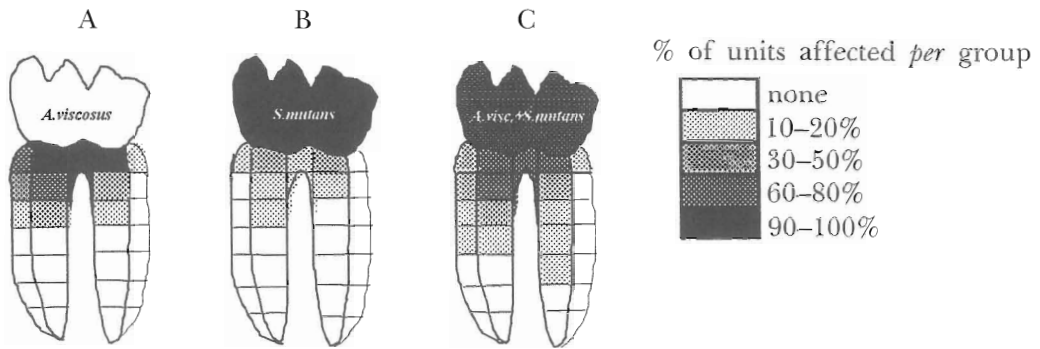 A
B
C
A.viscosus
S.mutans
A.visc.+S.mutans
% of units affected per group
none
10–20%
30–50%
60–80%
90–100%